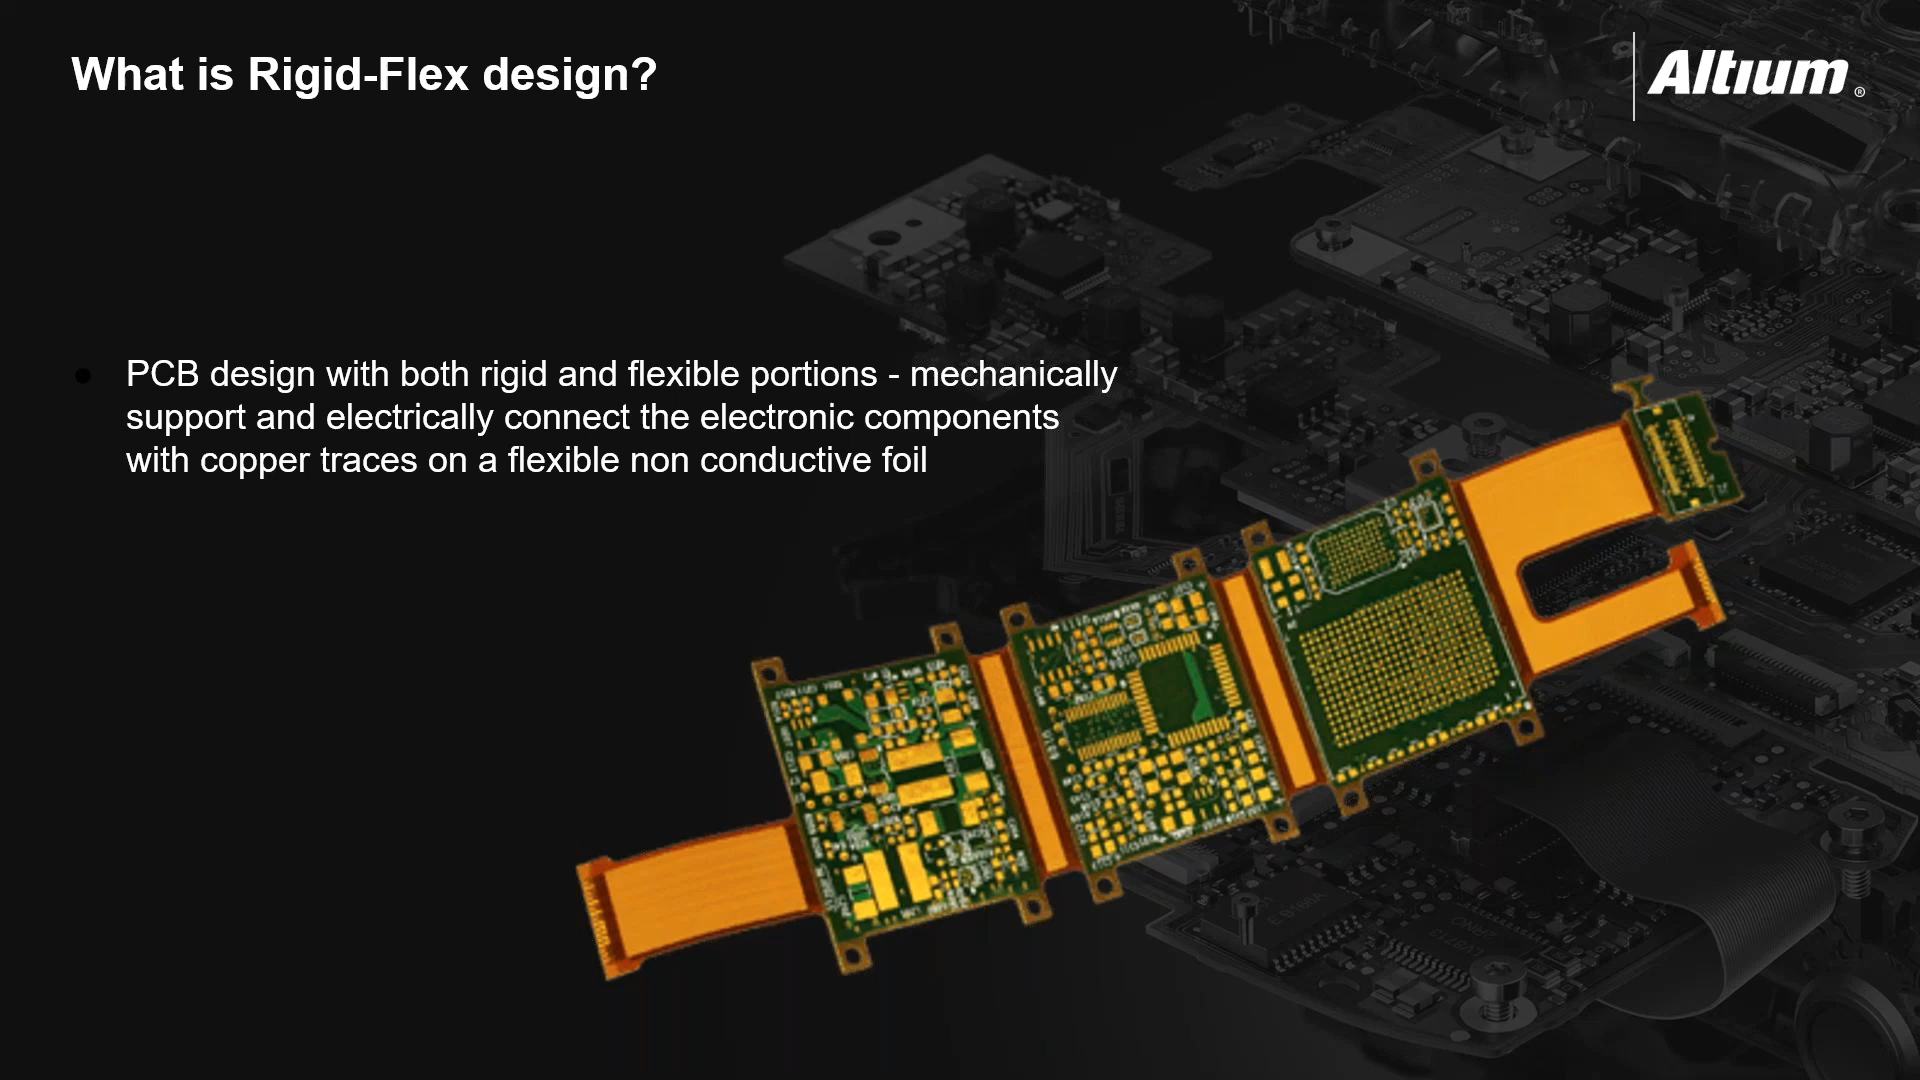 What is Rigid-Flex design?
Altium®
● PCB design with both rigid and flexible portions - mechanically
support and electrically connect the electronic components
with copper traces on a flexible non conductive foil